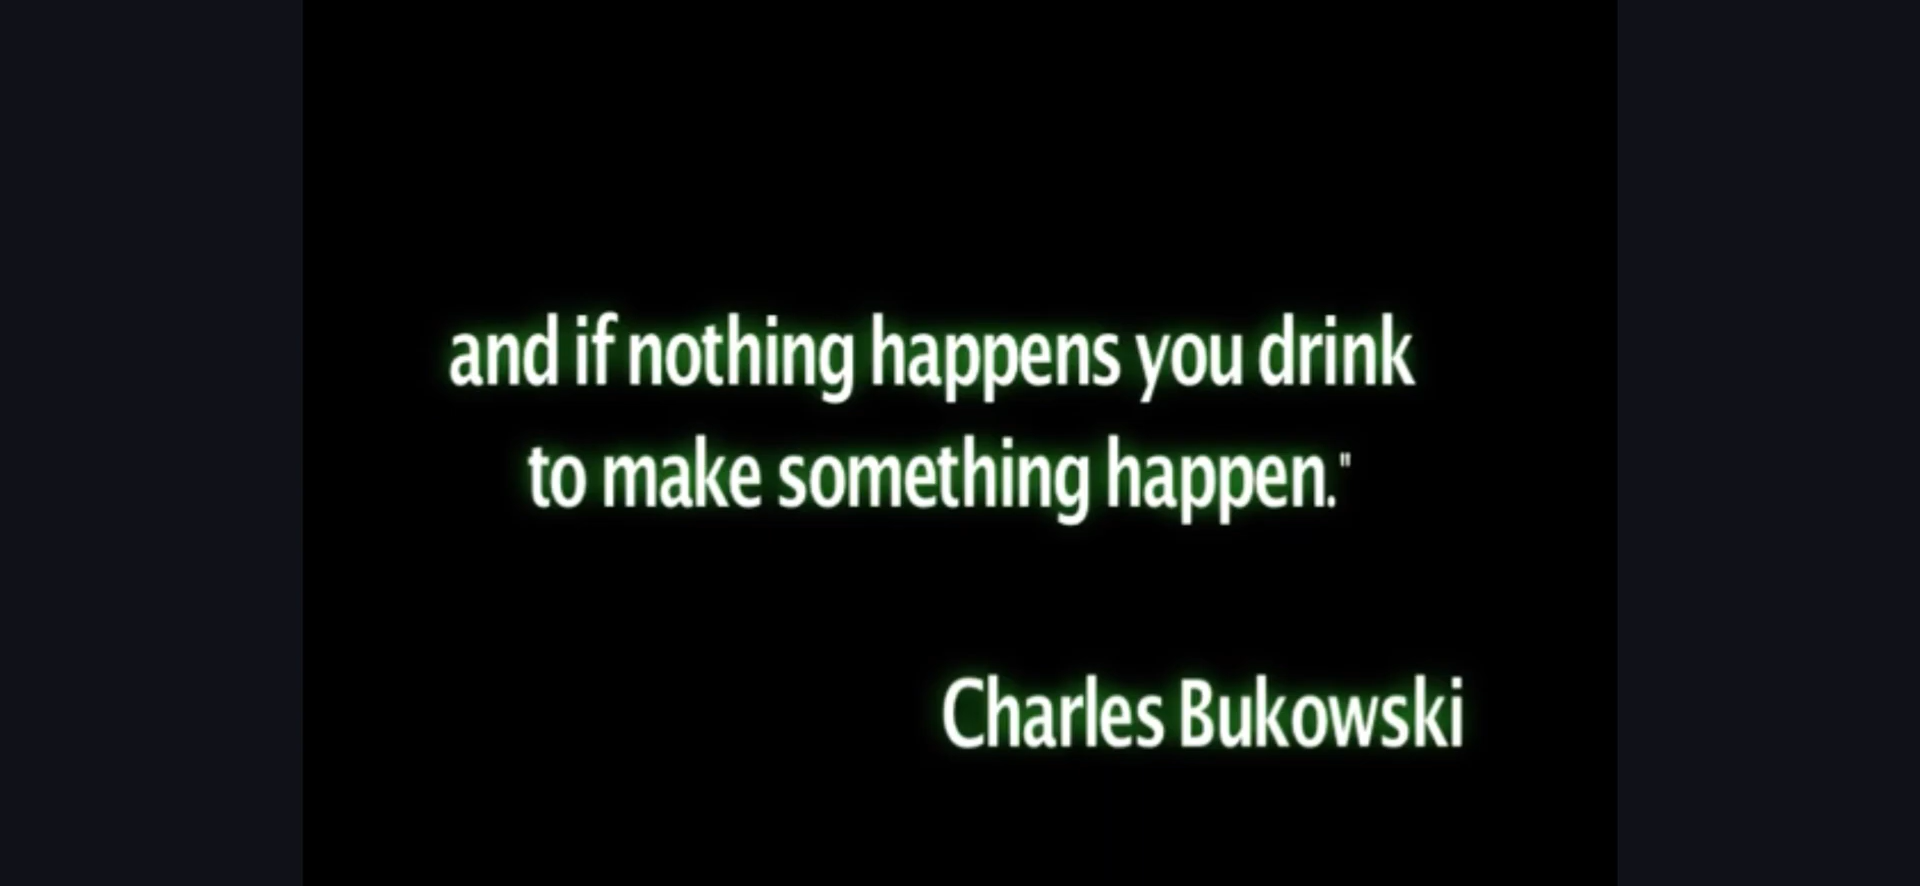 and if nothing happens you drink
to make something happen."
Charles Bukowski